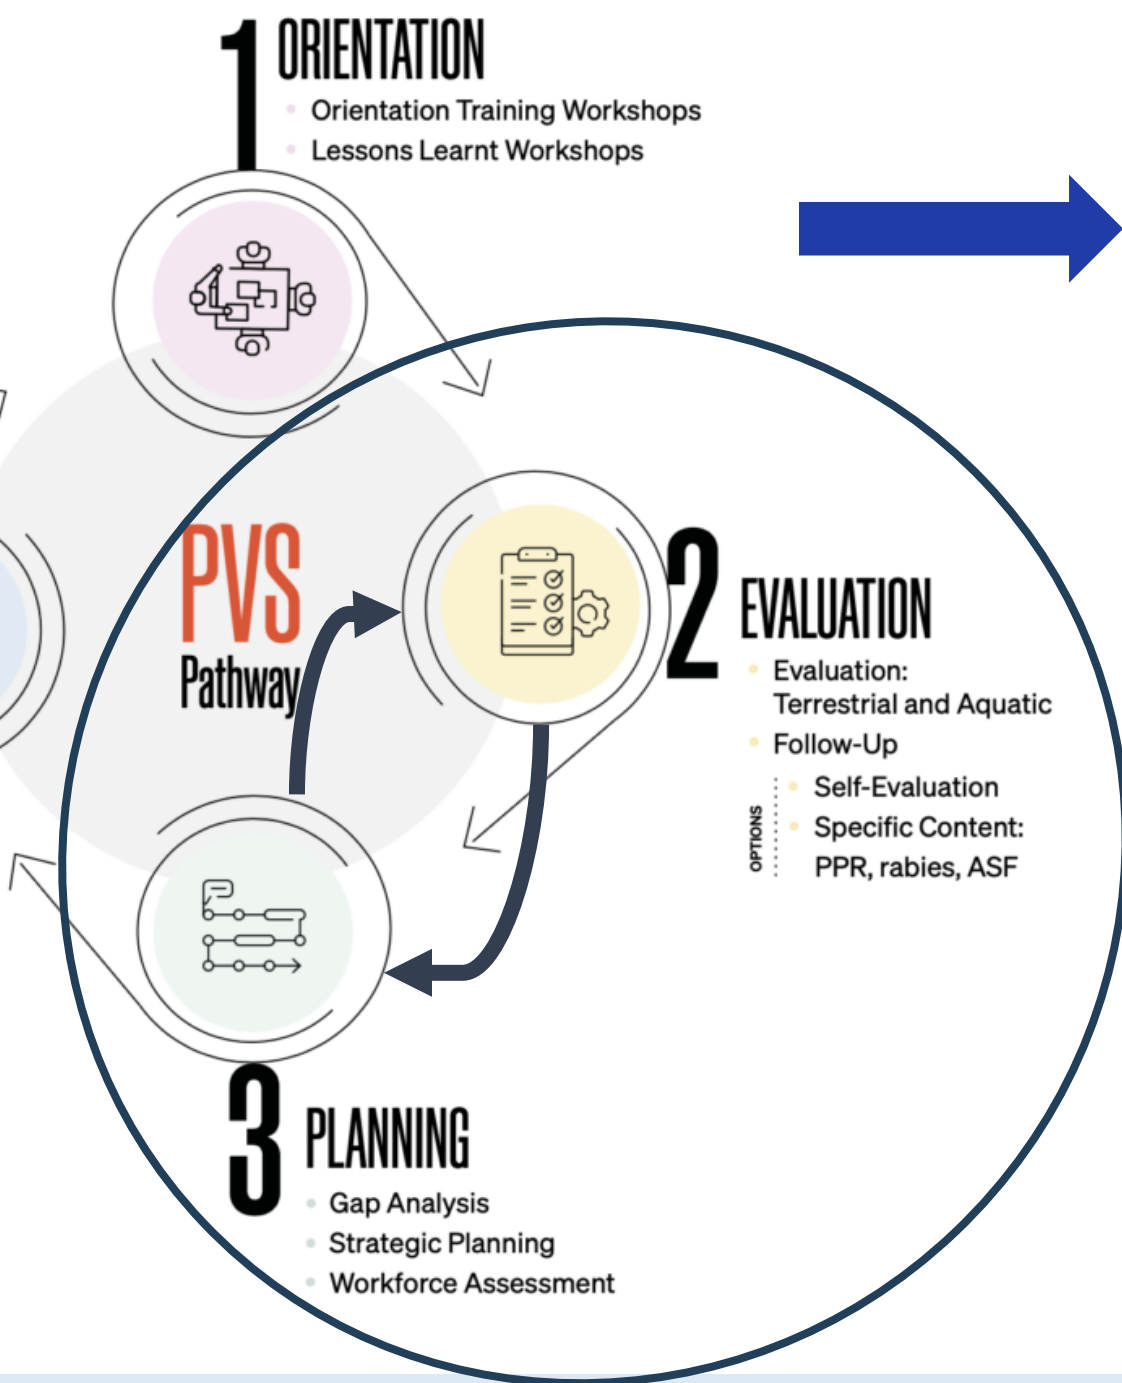 1 ORIENTATION
Orientation Training Workshops
Lessons Learnt Workshops
PVS
Pathway
2 EVALUATION
Evaluation:
Terrestrial and Aquatic
Follow-Up
OPTIONS
Self-Evaluation
Specific Content:
PPR, rabies, ASF
3 PLANNING
Gap Analysis
Strategic Planning
Workforce Assessment